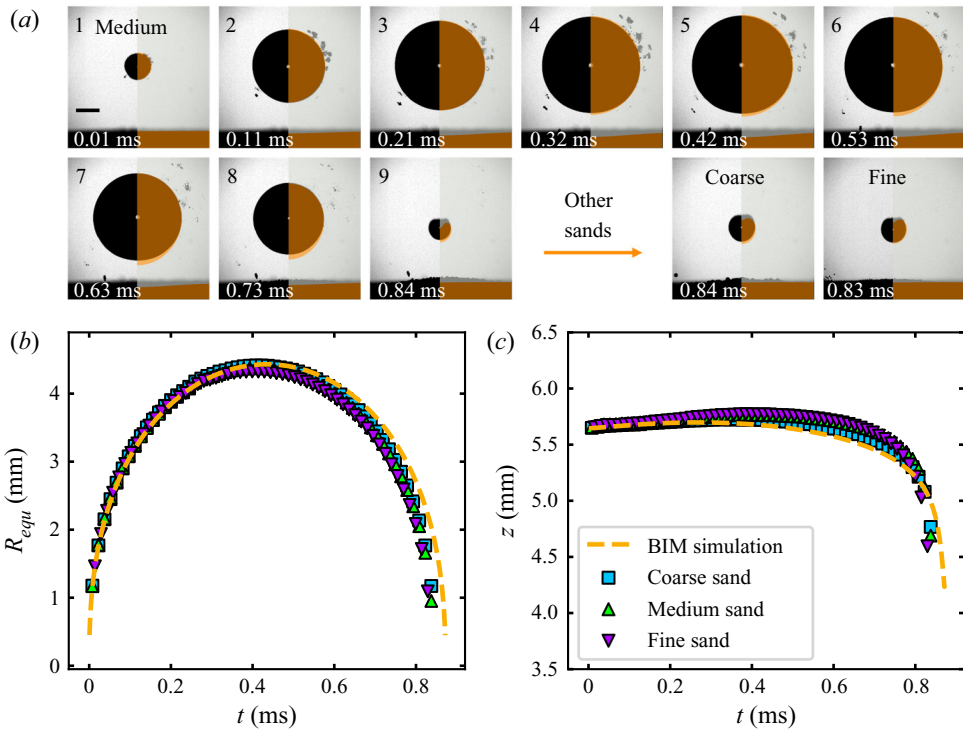 (a)
1 Medium
2
3
4
5
6
0.01 ms
0.11 ms
0.21 ms
0.32 ms
0.42 ms
0.53 ms
7
8
9
Other
sands
Coarse
Fine
0.63 ms
0.73 ms
0.84 ms
0.84 ms
0.83 ms
(b)
4
3
2
1
0
R_equ (mm)
0
0.2
0.4
0.6
0.8
t (ms)
(c)
6.5
6.0
5.5
5.0
4.5
4.0
3.5
z (mm)
BIM simulation
Coarse sand
Medium sand
Fine sand
0
0.2
0.4
0.6
0.8
t (ms)